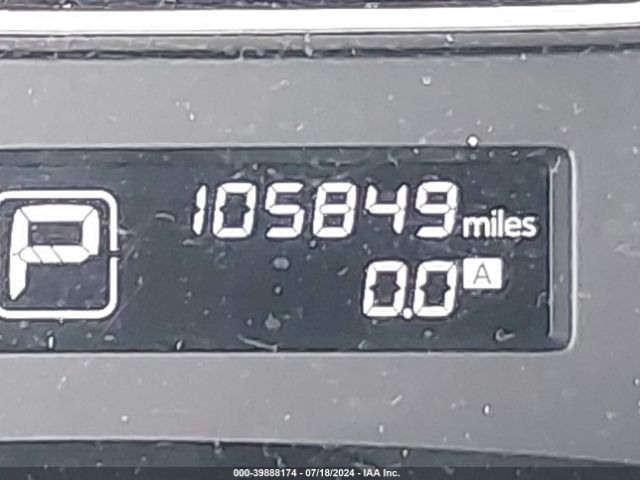 105849 miles
P
0.0 A
000-39888174 - 07/18/2024 - IAA Inc.